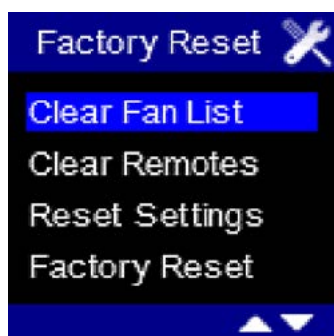 Factory Reset
Clear Fan List
Clear Remotes
Reset Settings
Factory Reset